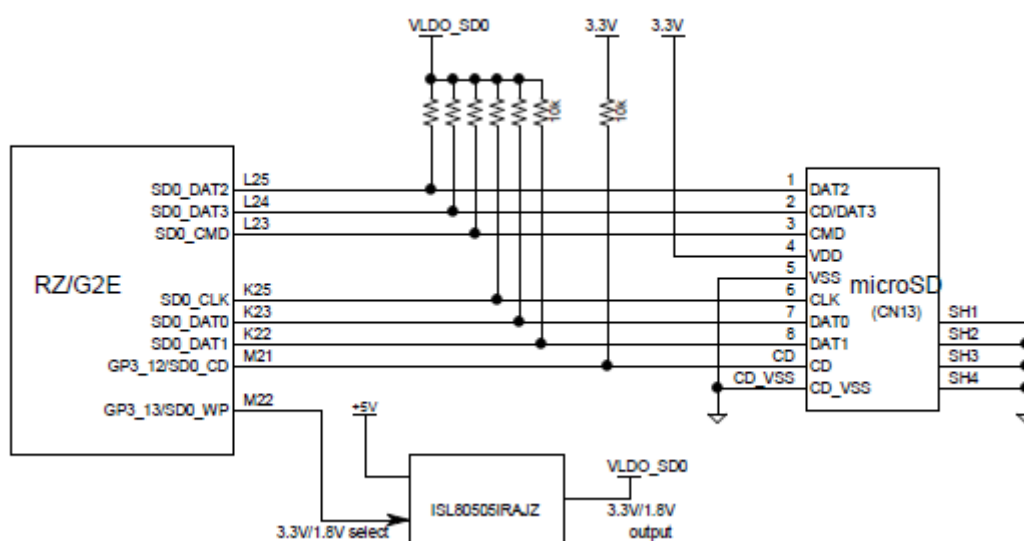 VLDO_SD0
3.3V
3.3V
10k
10k
RZ/G2E
SD0_DAT2
SD0_DAT3
SD0_CMD
SD0_CLK
SD0_DAT0
SD0_DAT1
GP3_12/SD0_CD
GP3_13/SD0_WP
L25
L24
L23
K25
K23
K22
M21
M22
1
2
3
4
5
6
7
8
CD
CD_VSS
DAT2
CD/DAT3
CMD
VDD
VSS
CLK
DAT0
DAT1
CD
CD_VSS
microSD
(CN13)
SH1
SH2
SH3
SH4
+5V
ISL80505IRAJZ
3.3V/1.8V select
VLDO_SD0
3.3V/1.8V
output